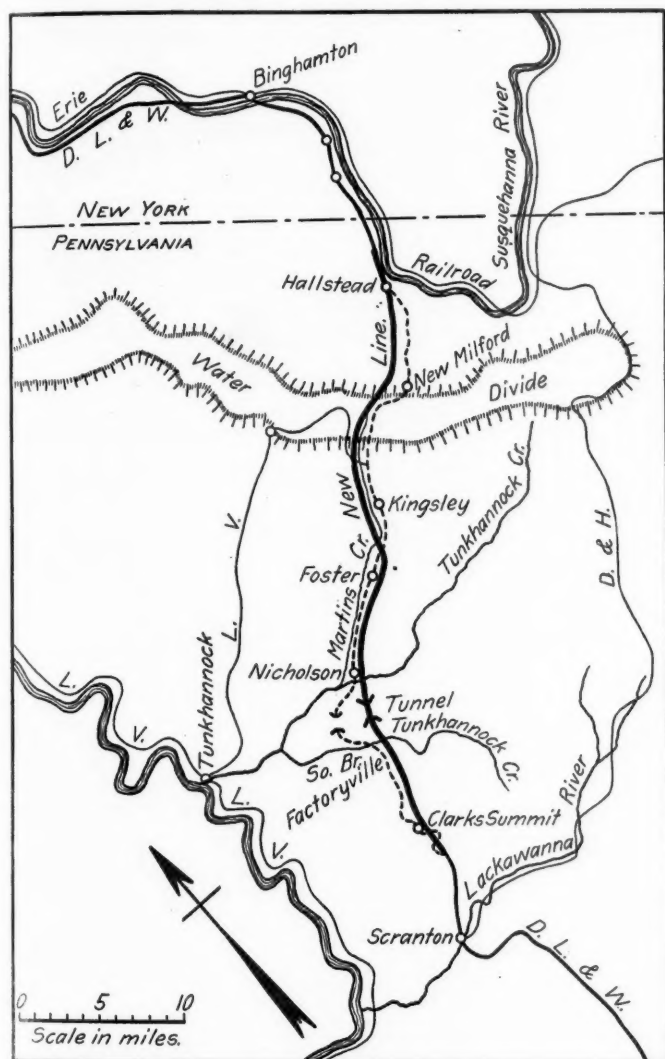 Binghamton
Erie
D. L. & W.
Susquehanna River
NEW YORK
PENNSYLVANIA
Railroad
Hallstead
Line.
New Milford
Water
Divide
New
Kingsley
Tunkhannock Cr.
V.
L.
D. & H.
Martins Cr.
Foster
Nicholson
Tunkhannock
L.
V.
Tunnel
Tunkhannock
Cr.
So. Br.
Factoryville
L.
V.
Clarks Summit
Lackawanna
River
Scranton
D. L. & W.
0 5 10
Scale in miles.